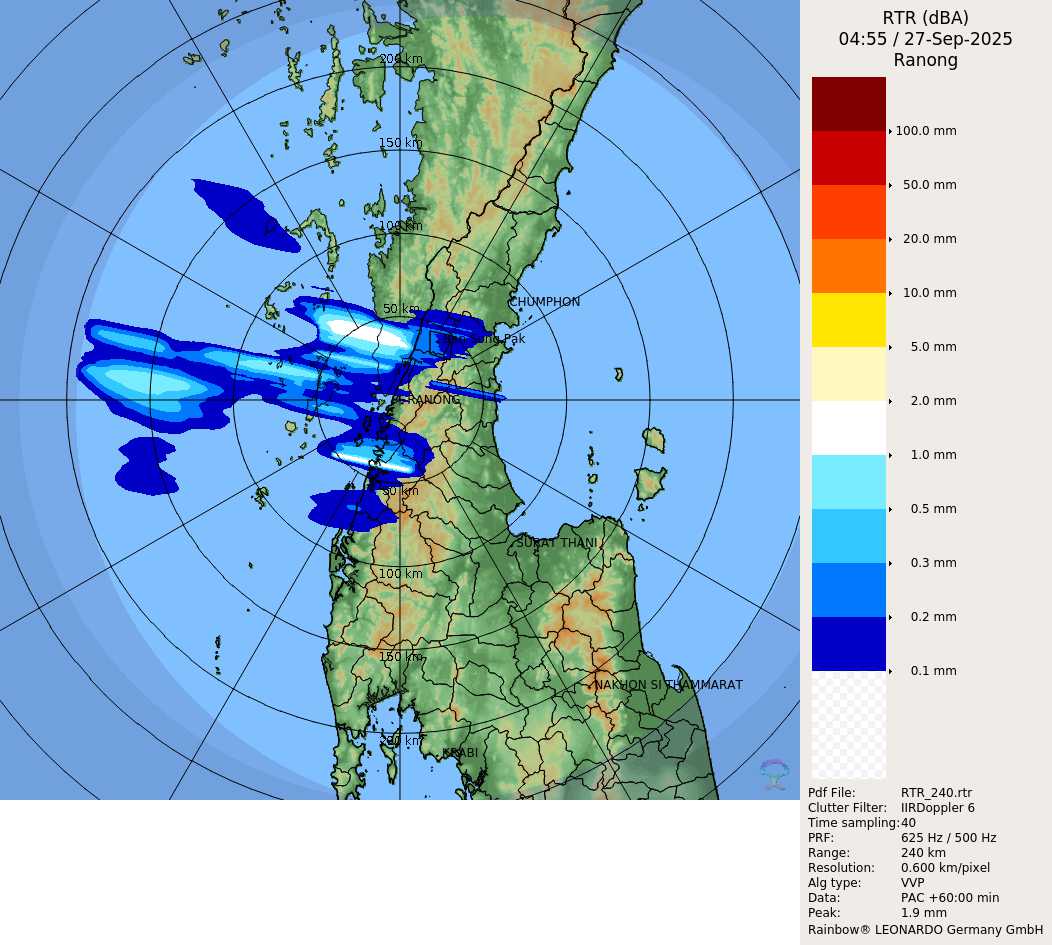 RTR (dBA)
04:55 / 27-Sep-2025
Ranong
100.0 mm
50.0 mm
20.0 mm
10.0 mm
5.0 mm
2.0 mm
1.0 mm
0.5 mm
0.3 mm
0.2 mm
0.1 mm
Pdf File: RTR_240.rtr
Clutter Filter: IIRDoppler 6
Time sampling: 40
PRF: 625 Hz / 500 Hz
Range: 240 km
Resolution: 0.600 km/pixel
Alg type: VVP
Data: PAC +60:00 min
Peak: 1.9 mm
Rainbow® LEONARDO Germany GmbH
200 km
150 km
100 km
50 km
CHUMPHON
Pak
RANONG
50 km
SURAT THANI
100 km
150 km
NAKHON SI THAMMARAT
200 km
KRABI